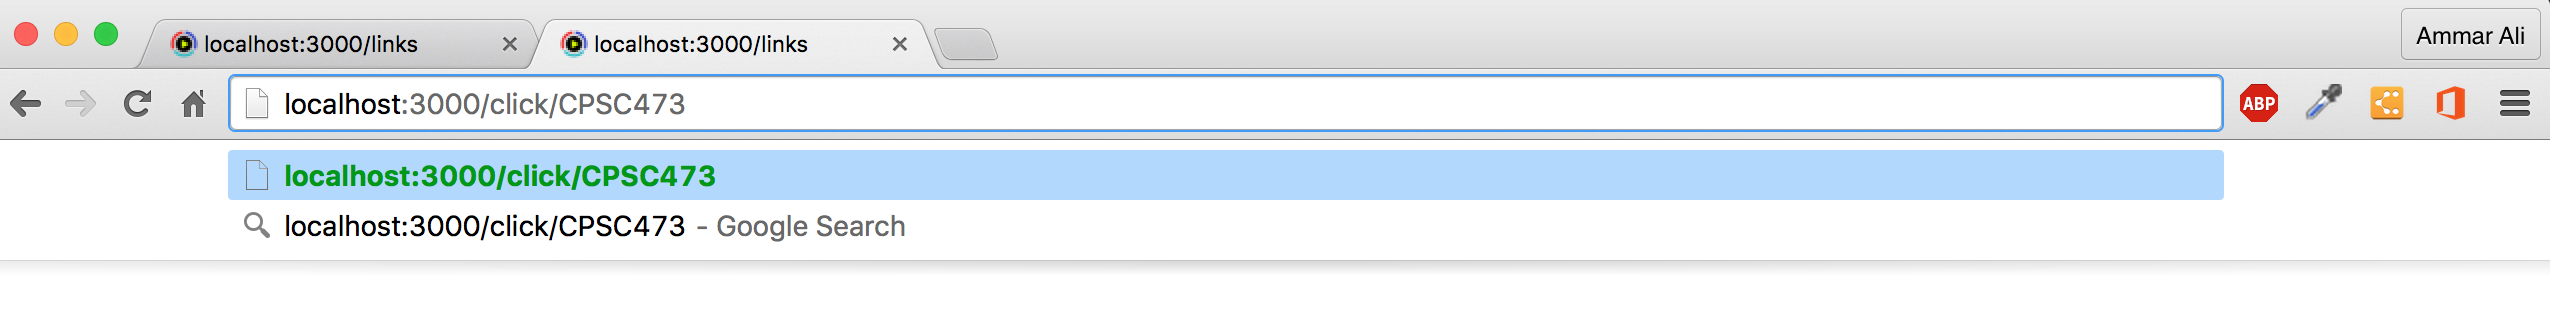 localhost:3000/links localhost:3000/links Ammar Ali
localhost:3000/click/CPSC473 ABP
localhost:3000/click/CPSC473
localhost:3000/click/CPSC473 - Google Search